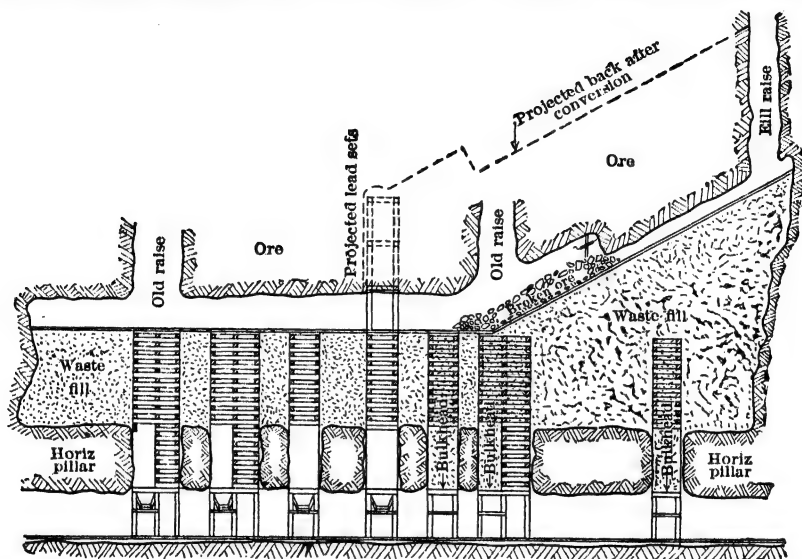 Fill raise
Projected back after
conversion
Ore
Projected lead sets
Old raise
Ore
Old raise
Broken ore
Waste fill
Waste
fill
Bulkhead
Bulkhead
Bulkhead
Horiz
pillar
Horiz
pillar